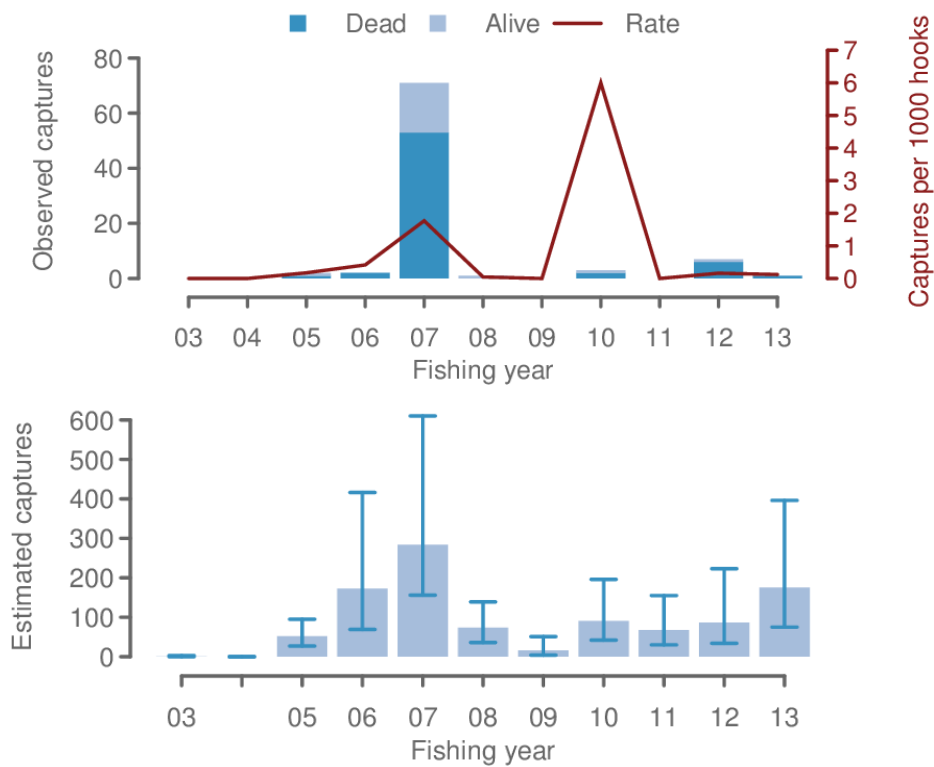 Dead Alive Rate
Observed captures
80
60
40
20
0
7
6
5
4
3
2
1
0
Captures per 1000 hooks
03 04 05 06 07 08 09 10 11 12 13
Fishing year
Estimated captures
600
500
400
300
200
100
0
03 05 06 07 08 09 10 11 12 13
Fishing year